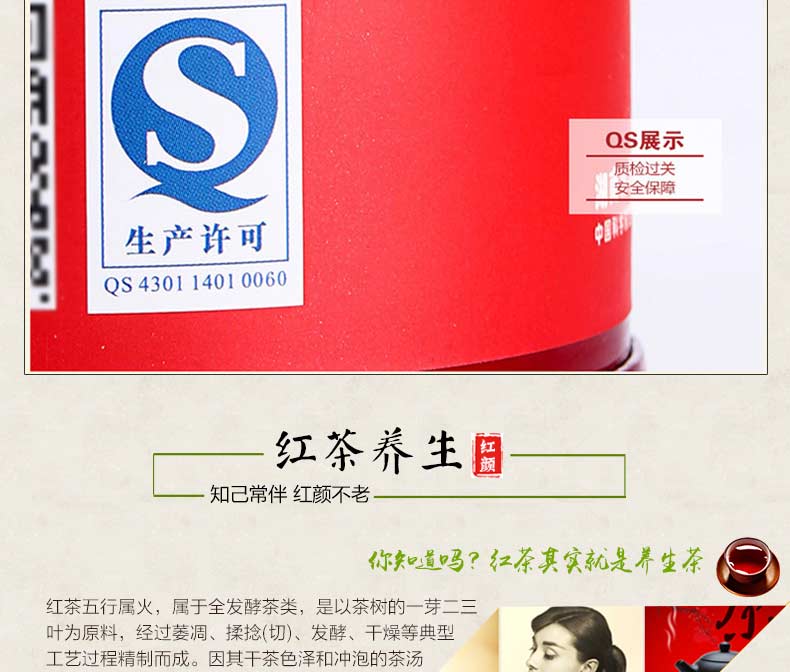 S
生产许可
QS 4301 1401 0060
QS展示
质检过关
安全保障
中国科
红茶养生
红颜
知己常伴 红颜不老
你知道吗？红茶其实就是养生茶
红茶五行属火，属于全发酵茶类，是以茶树的一芽二三
叶为原料，经过萎凋、揉捻(切)、发酵、干燥等典型
工艺过程精制而成。因其干茶色泽和冲泡的茶汤